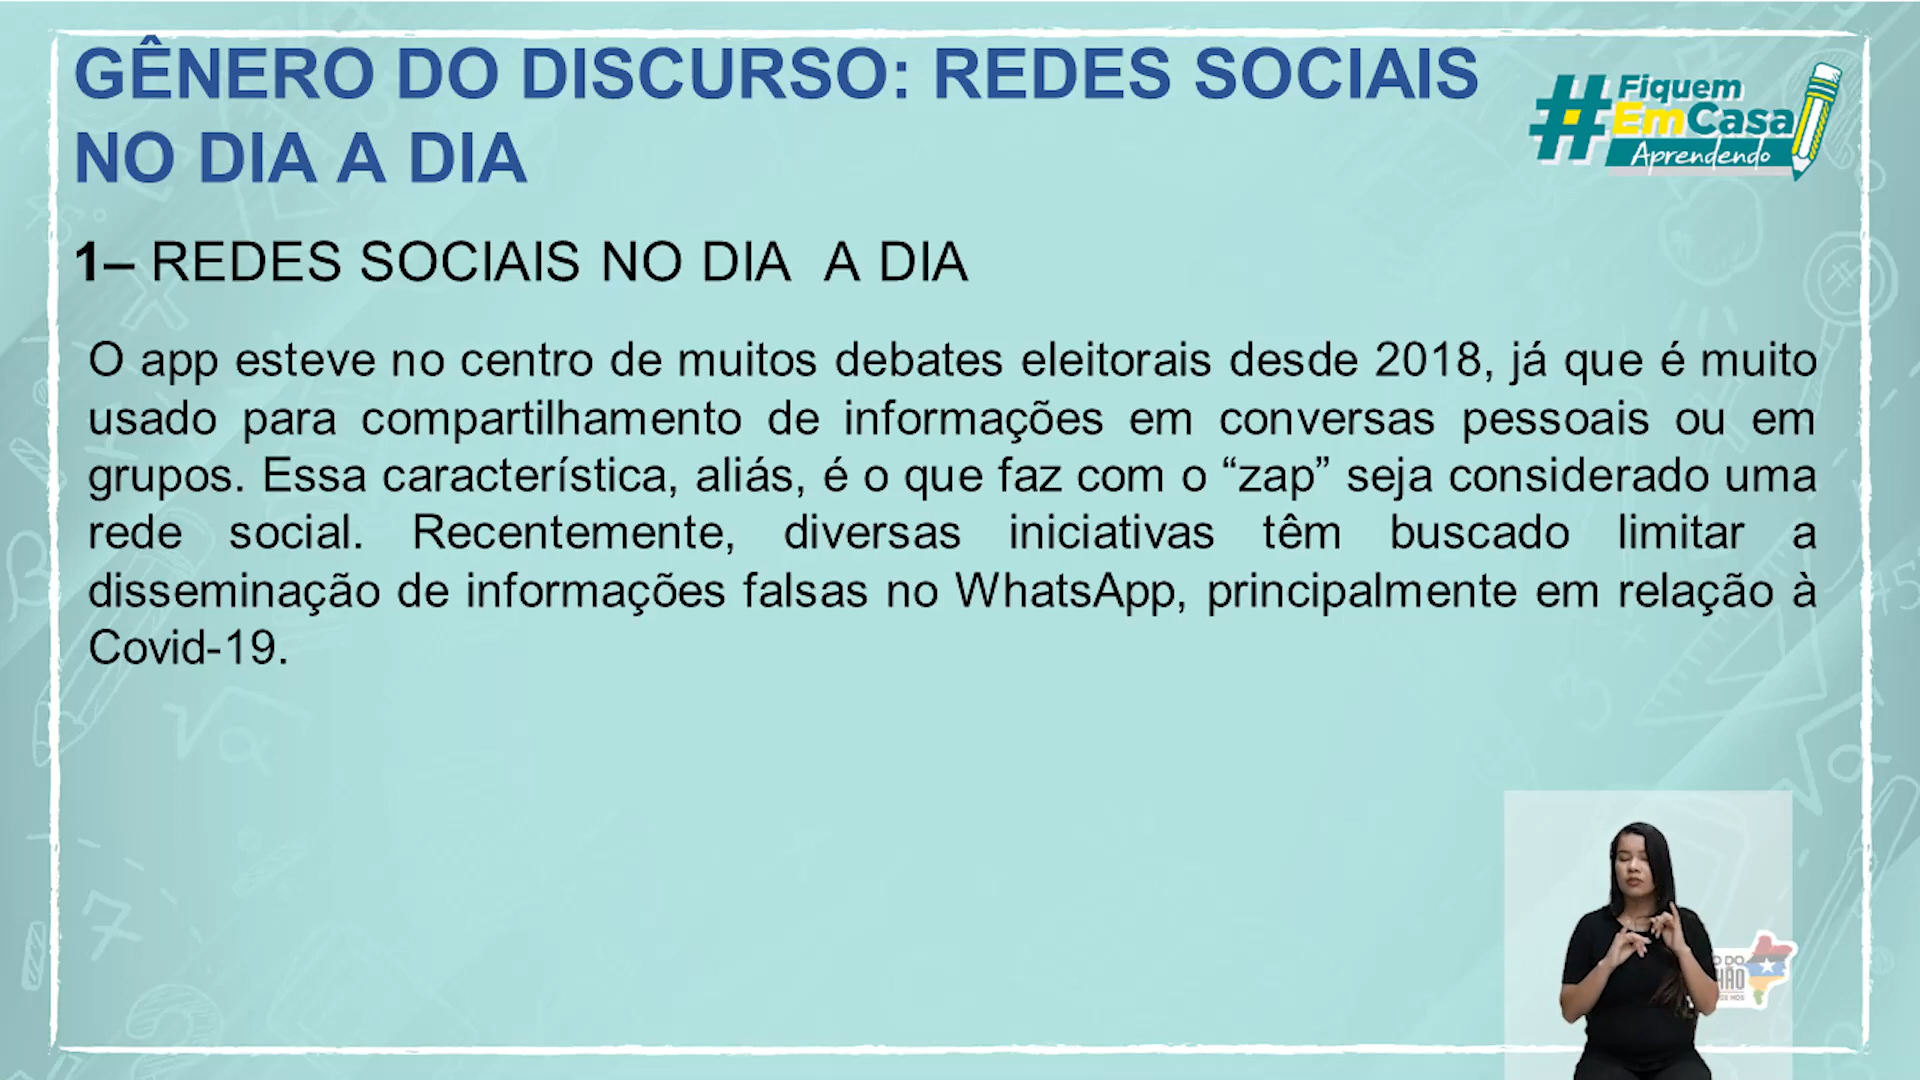 GÊNERO DO DISCURSO: REDES SOCIAIS
NO DIA A DIA
#Fiquem
EmCasa
Aprendendo
1– REDES SOCIAIS NO DIA  A DIA
O app esteve no centro de muitos debates eleitorais desde 2018, já que é muito
usado para compartilhamento de informações em conversas pessoais ou em
grupos. Essa característica, aliás, é o que faz com o “zap” seja considerado uma
rede social. Recentemente, diversas iniciativas têm buscado limitar a
disseminação de informações falsas no WhatsApp, principalmente em relação à
Covid-19.